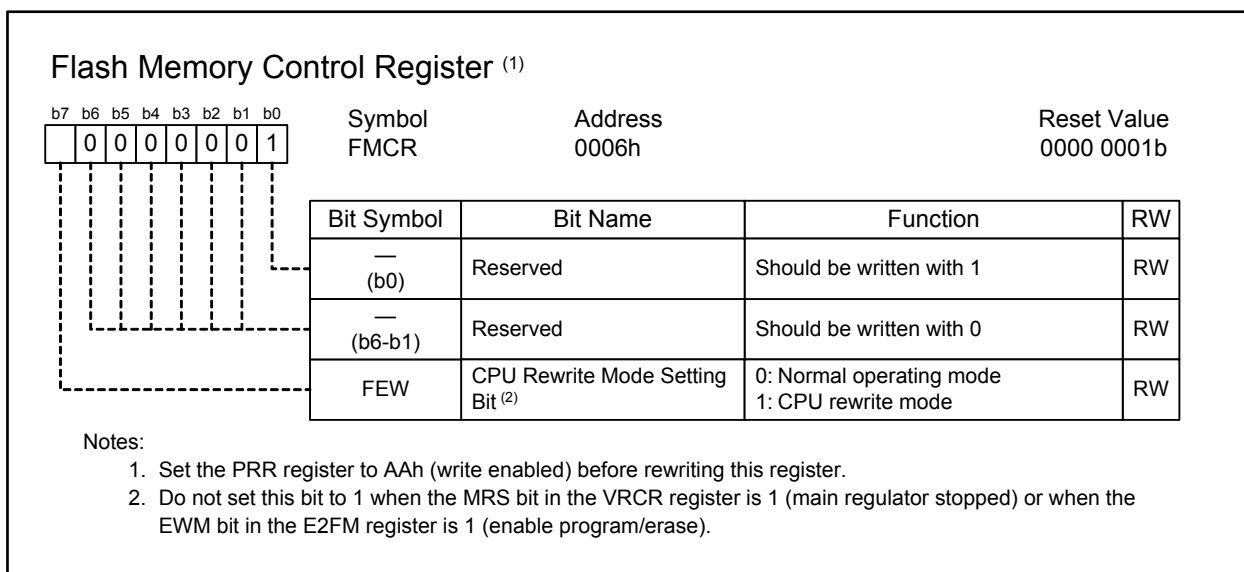 Flash Memory Control Register (1)
b7 b6 b5 b4 b3 b2 b1 b0
0 0 0 0 0 0 1
Symbol Address Reset Value
FMCR 0006h 0000 0001b
Bit Symbol Bit Name Function RW
— (b0) Reserved Should be written with 1 RW
— (b6-b1) Reserved Should be written with 0 RW
FEW CPU Rewrite Mode Setting Bit (2) 0: Normal operating mode 1: CPU rewrite mode RW
Notes:
1. Set the PRR register to AAh (write enabled) before rewriting this register.
2. Do not set this bit to 1 when the MRS bit in the VRCR register is 1 (main regulator stopped) or when the
EWM bit in the E2FM register is 1 (enable program/erase).